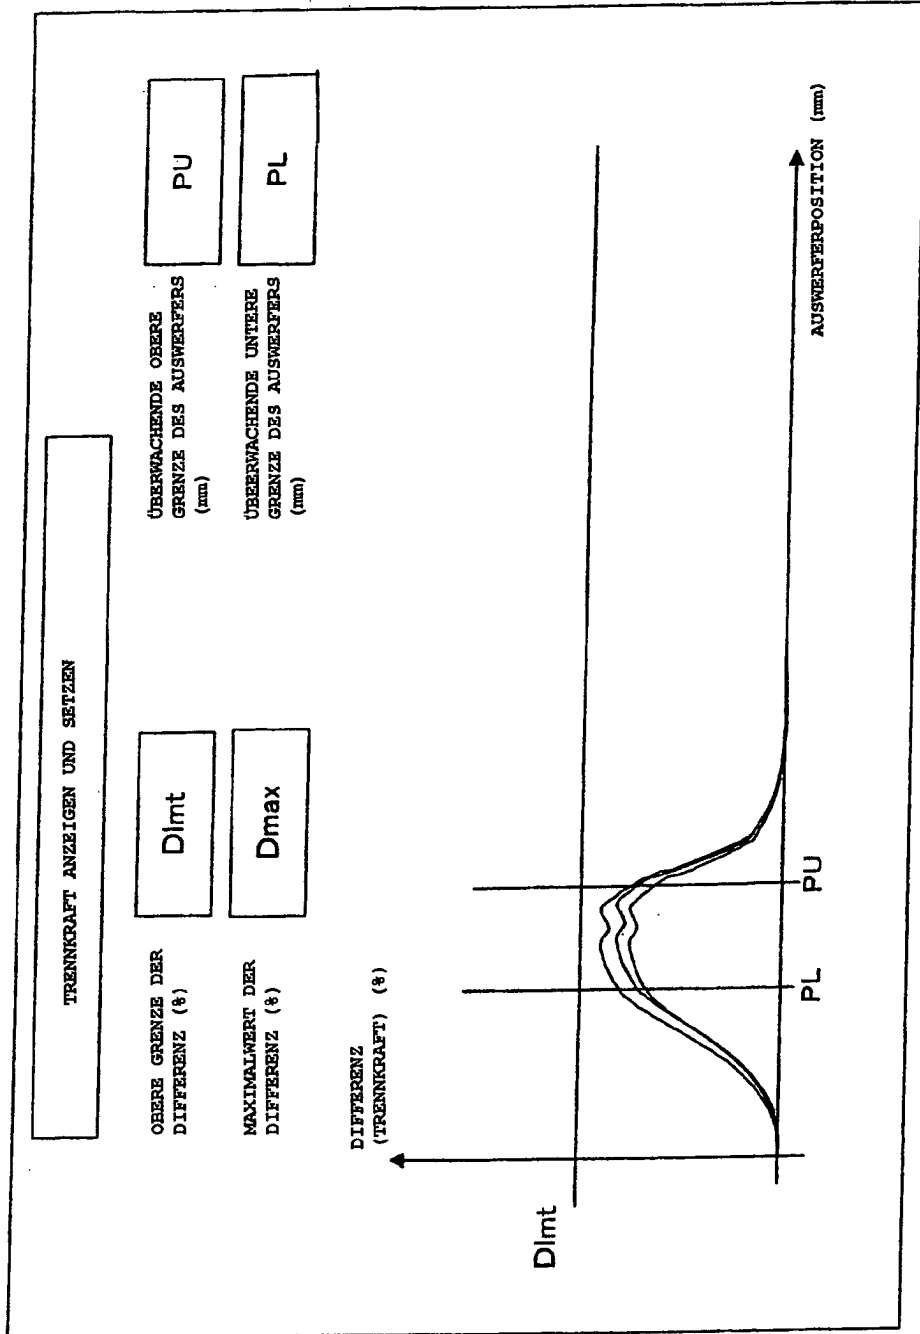 TRENNKRAFT ANZEIGEN UND SETZEN
OBERE GRENZE DER
DIFFERENZ (%)
Dlmt
ÜBERWACHENDE OBERE
GRENZE DES AUSWERFERS
(mm)
PU
MAXIMALWERT DER
DIFFERENZ (%)
Dmax
ÜBERWACHENDE UNTERE
GRENZE DES AUSWERFERS
(mm)
PL
DIFFERENZ
(TRENNKRAFT) (%)
Dlmt
PL
PU
AUSWERFERPOSITION (mm)